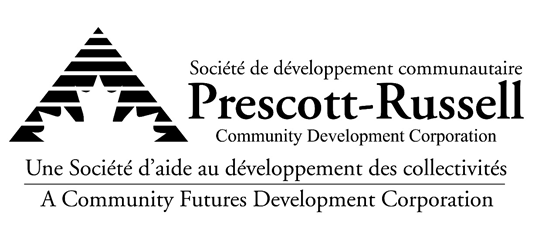 Société de développement communautaire
Prescott-Russell
Community Development Corporation
Une Société d'aide au développement des collectivités
A Community Futures Development Corporation